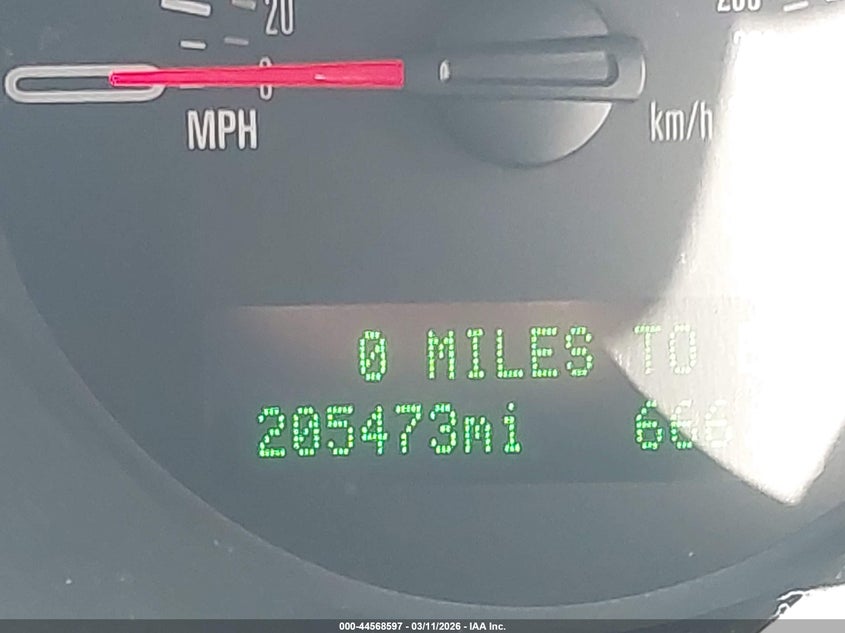 20
0
MPH
km/h
0 MILES TO
205473mi
000-44568597 - 03/11/2026 - IAA Inc.